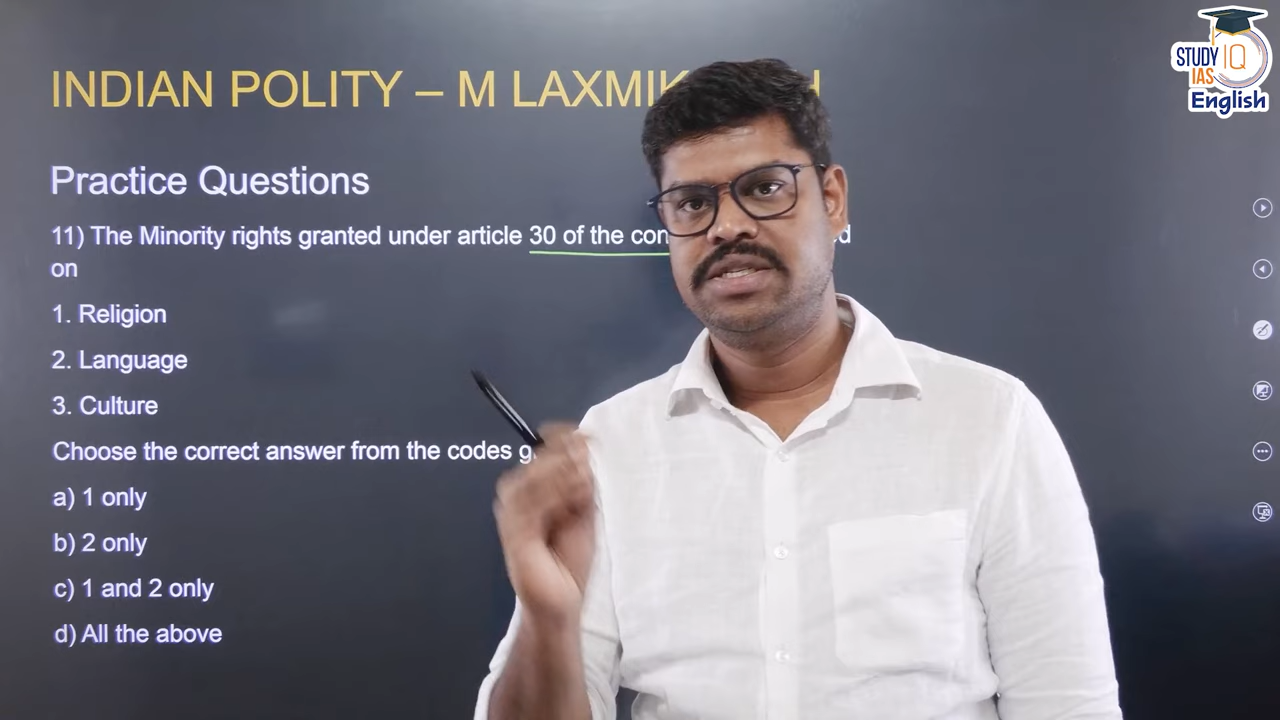 INDIAN POLITY – M LAXMIK
Practice Questions
11) The Minority rights granted under article 30 of the con
on
1. Religion
2. Language
3. Culture
Choose the correct answer from the codes g
a) 1 only
b) 2 only
c) 1 and 2 only
d) All the above
STUDY IQ
IAS
English